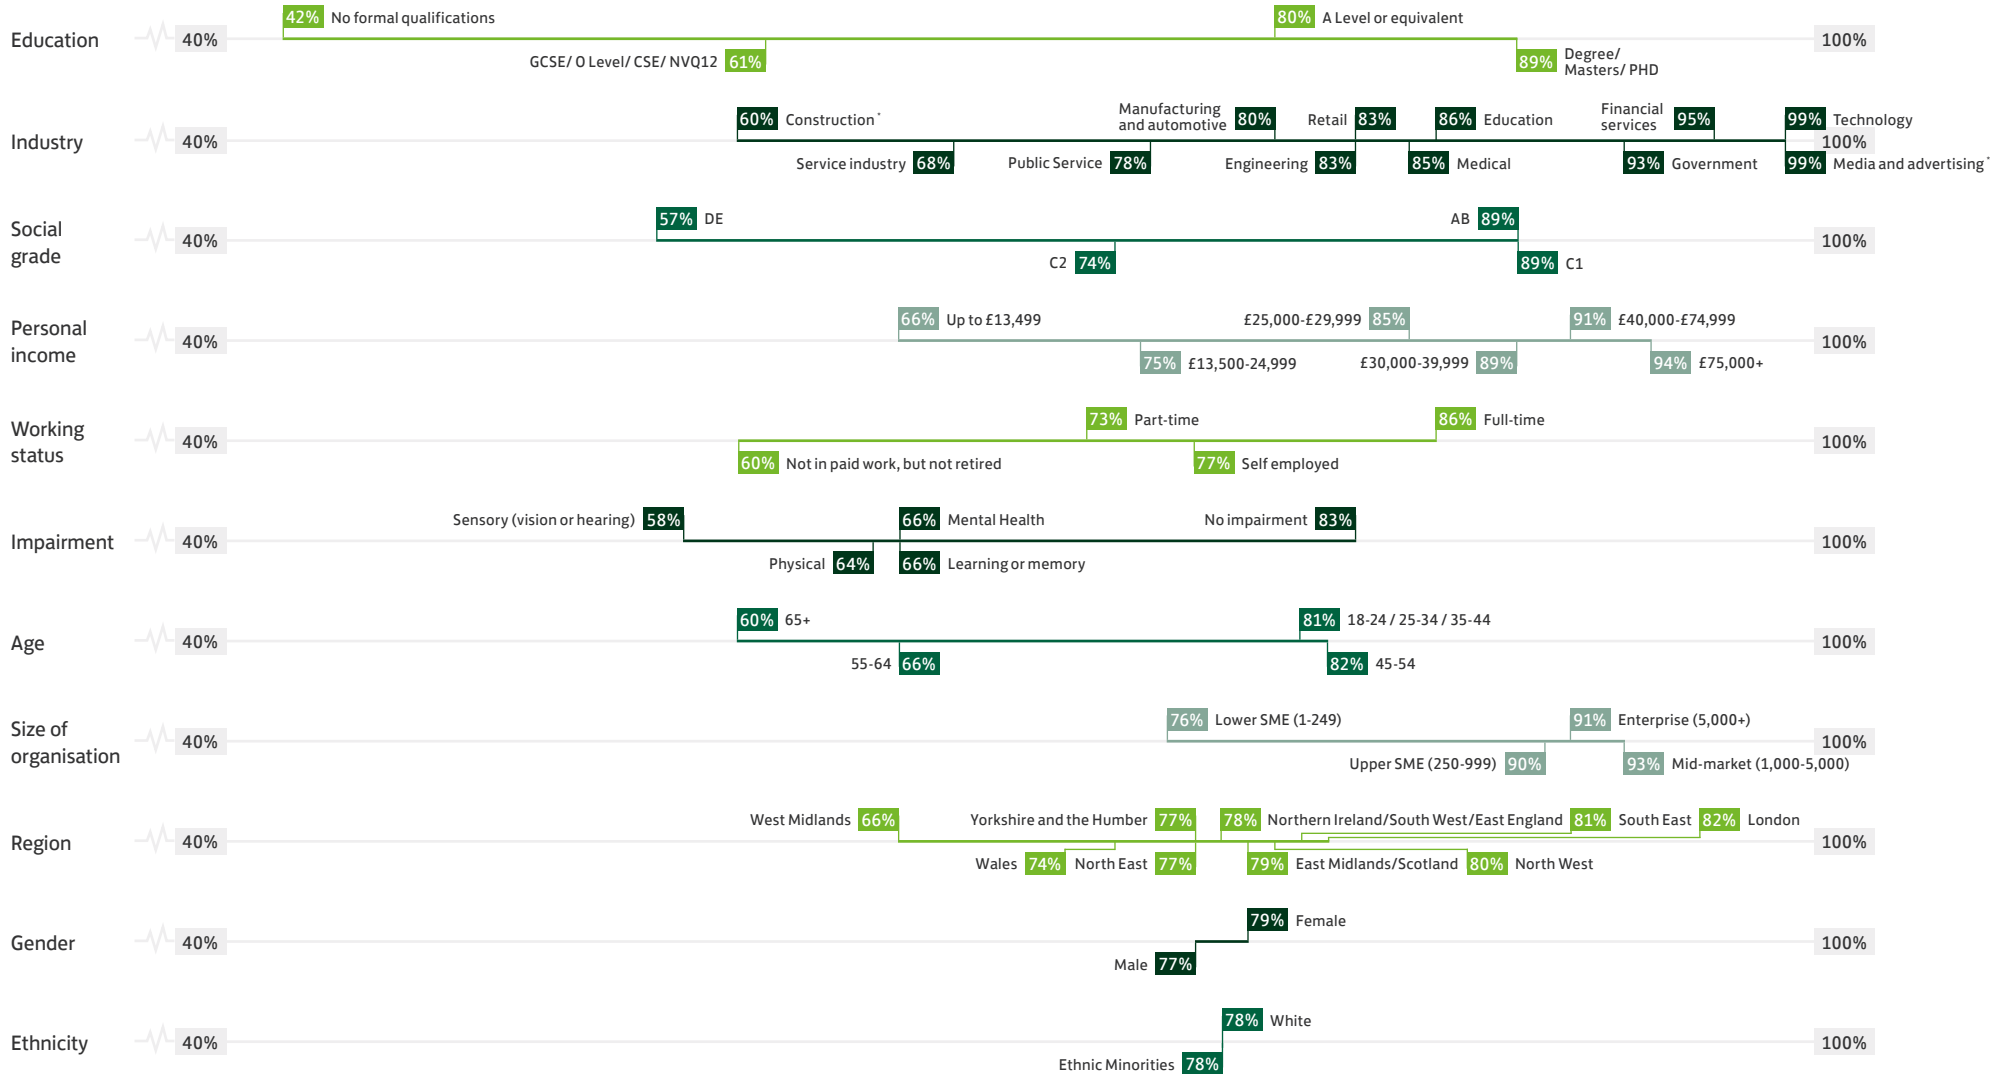 42% No formal qualifications
80% A Level or equivalent
Education 40% 100%
GCSE/ O Level/ CSE/ NVQ12 61%
89% Degree/
Masters/ PHD
60% Construction*
Manufacturing
and automotive 80%
Retail 83%
86% Education
Financial
services 95%
99% Technology
Industry 40% 100%
Service industry 68%
Public Service 78%
Engineering 83%
85% Medical
93% Government
99% Media and advertising*
57% DE
AB 89%
Social
grade 40% 100%
C2 74%
89% C1
66% Up to £13,499
£25,000-£29,999 85%
91% £40,000-£74,999
Personal
income 40% 100%
75% £13,500-24,999
£30,000-39,999 89%
94% £75,000+
73% Part-time
86% Full-time
Working
status 40% 100%
60% Not in paid work, but not retired
77% Self employed
Sensory (vision or hearing) 58%
66% Mental Health
No impairment 83%
Impairment 40% 100%
Physical 64%
66% Learning or memory
60% 65+
81% 18-24 / 25-34 / 35-44
Age 40% 100%
55-64 66%
82% 45-54
76% Lower SME (1-249)
91% Enterprise (5,000+)
Size of
organisation 40% 100%
Upper SME (250-999) 90%
93% Mid-market (1,000-5,000)
West Midlands 66%
Yorkshire and the Humber 77%
78% Northern Ireland/South West/East England
81% South East
82% London
Region 40% 100%
Wales 74%
North East 77%
79% East Midlands/Scotland
80% North West
79% Female
Gender 40% 100%
Male 77%
78% White
Ethnicity 40% 100%
Ethnic Minorities 78%